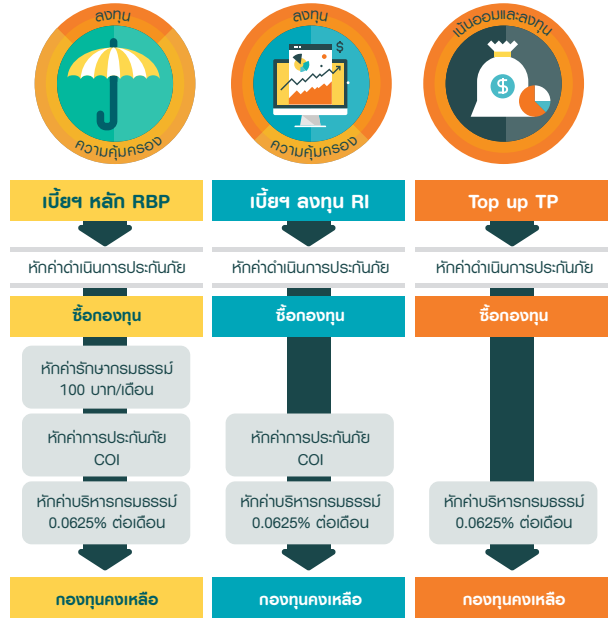 ลงทุน
ความคุ้มครอง
เบี้ยฯ หลัก RBP
หักค่าดำเนินการประกันภัย
ซื้อกองทุน
หักค่ารักษากรมธรรม์
100 บาท/เดือน
หักค่าการประกันภัย
COI
หักค่าบริหารกรมธรรม์
0.0625% ต่อเดือน
กองทุนคงเหลือ
ลงทุน
$
ความคุ้มครอง
เบี้ยฯ ลงทุน RI
หักค่าดำเนินการประกันภัย
ซื้อกองทุน
หักค่าการประกันภัย
COI
หักค่าบริหารกรมธรรม์
0.0625% ต่อเดือน
กองทุนคงเหลือ
เน้นออมและลงทุน
$
Top up TP
หักค่าดำเนินการประกันภัย
ซื้อกองทุน
หักค่าบริหารกรมธรรม์
0.0625% ต่อเดือน
กองทุนคงเหลือ